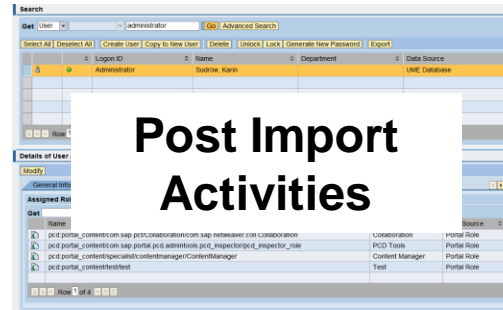 Search
Get User administrator Go Advanced Search
Select All Deselect All Create User Copy to New User Delete Unlock Lock Generate New Password Export
Logon ID Name Department Data Source
Administrator Sudrow, Karin UME Database
Row
Post Import
Activities
Details of User
Modify
General Info
Assigned Rol
Get
Name Source
pcd:portal_content/com.sap.pct/Collaboration/com.sap.netweaver.coll.Collaboration Collaboration Portal Role
pcd:portal_content/com.sap.portal.pcd.admintools.pcd_inspector/pcd_inspector_role PCD Tools Portal Role
pcd:portal_content/specialist/contentmanager/ContentManager Content Manager Portal Role
pcd:portal_content/test/test Test Portal Role
Row 1 of 4